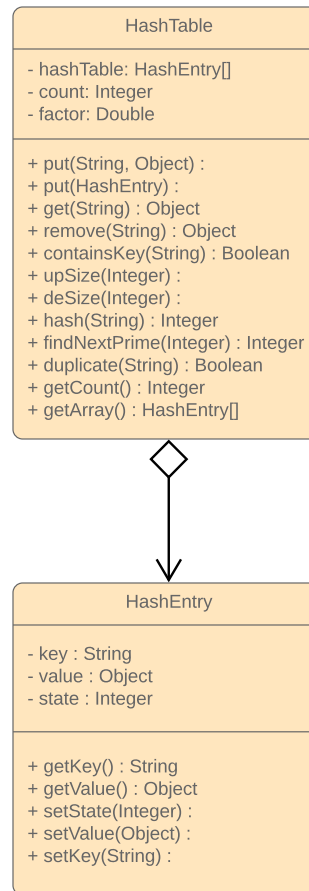 HashTable
- hashTable: HashEntry[]
- count: Integer
- factor: Double
+ put(String, Object) :
+ put(HashEntry) :
+ get(String) : Object
+ remove(String) : Object
+ containsKey(String) : Boolean
+ upSize(Integer) :
+ deSize(Integer) :
+ hash(String) : Integer
+ findNextPrime(Integer) : Integer
+ duplicate(String) : Boolean
+ getCount() : Integer
+ getArray() : HashEntry[]
HashEntry
- key : String
- value : Object
- state : Integer
+ getKey() : String
+ getValue() : Object
+ setState(Integer) :
+ setValue(Object) :
+ setKey(String) :